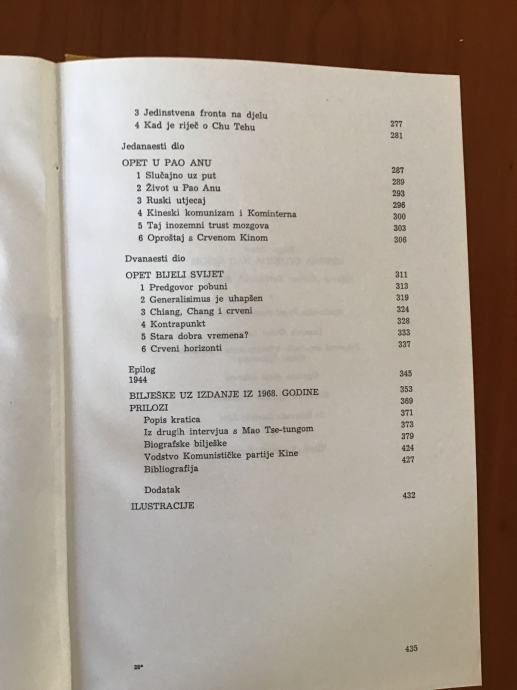 3 Jedinstvena fronta na djelu 277
4 Kad je riječ o Chu Tehu 281
Jedanaesti dio
OPET U PAO ANU 287
1 Slučajno uz put 289
2 Život u Pao Anu 293
3 Ruski utjecaj 296
4 Kineski komunizam i Kominterna 300
5 Taj inozemni trust mozgova 303
6 Oproštaj s Crvenom Kinom 306
Dvanaesti dio
OPET BIJELI SVIJET 311
1 Predgovor pobuni 313
2 Generalisimus je uhapšen 319
3 Chiang, Chang i crveni 324
4 Kontrapunkt 328
5 Stara dobra vremena? 333
6 Crveni horizonti 337
Epilog
1944 345
BILJEŠKE UZ IZDANJE IZ 1968. GODINE 353
PRILOZI 369
Popis kratica 371
Iz drugih intervjua s Mao Tse-tungom 373
Biografske bilješke 379
Vodstvo Komunističke partije Kine 424
Bibliografija 427
Dodatak
ILUSTRACIJE 432
435
28*